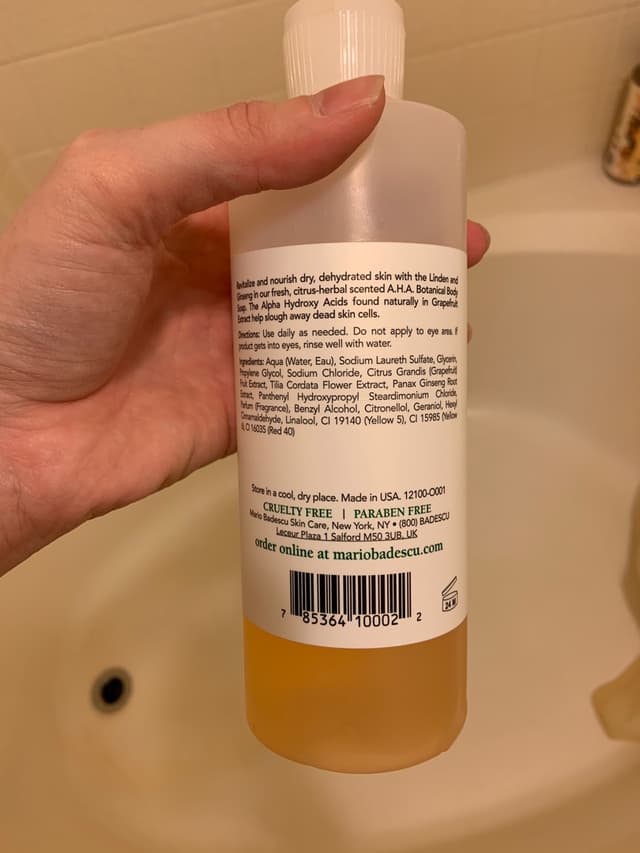 Revitalize and nourish dry, dehydrated skin with the Linden and
Ginseng in our fresh, citrus-herbal scented A.H.A. Botanical Body
Soap. The Alpha Hydroxy Acids found naturally in Grapefruit
Extract help slough away dead skin cells.
Directions: Use daily as needed. Do not apply to eye area. If
product gets into eyes, rinse well with water.
Ingredients: Aqua (Water, Eau), Sodium Laureth Sulfate, Glycerin,
Propylene Glycol, Sodium Chloride, Citrus Grandis (Grapefruit)
Fruit Extract, Tilia Cordata Flower Extract, Panax Ginseng Root
Extract, Panthenyl Hydroxypropyl Steardimonium Chloride,
Parfum (Fragrance), Benzyl Alcohol, Citronellol, Geraniol, Hexyl
Cinnamaldehyde, Linalool, CI 19140 (Yellow 5), CI 15985 (Yellow
6), CI 16035 (Red 40)
Store in a cool, dry place. Made in USA. 12100-O001
CRUELTY FREE | PARABEN FREE
Mario Badescu Skin Care, New York, NY • (800) BADESCU
Leceur Plaza 1 Salford M50 3UB, UK
order online at mariobadescu.com
24 M
7 85364 10002 2